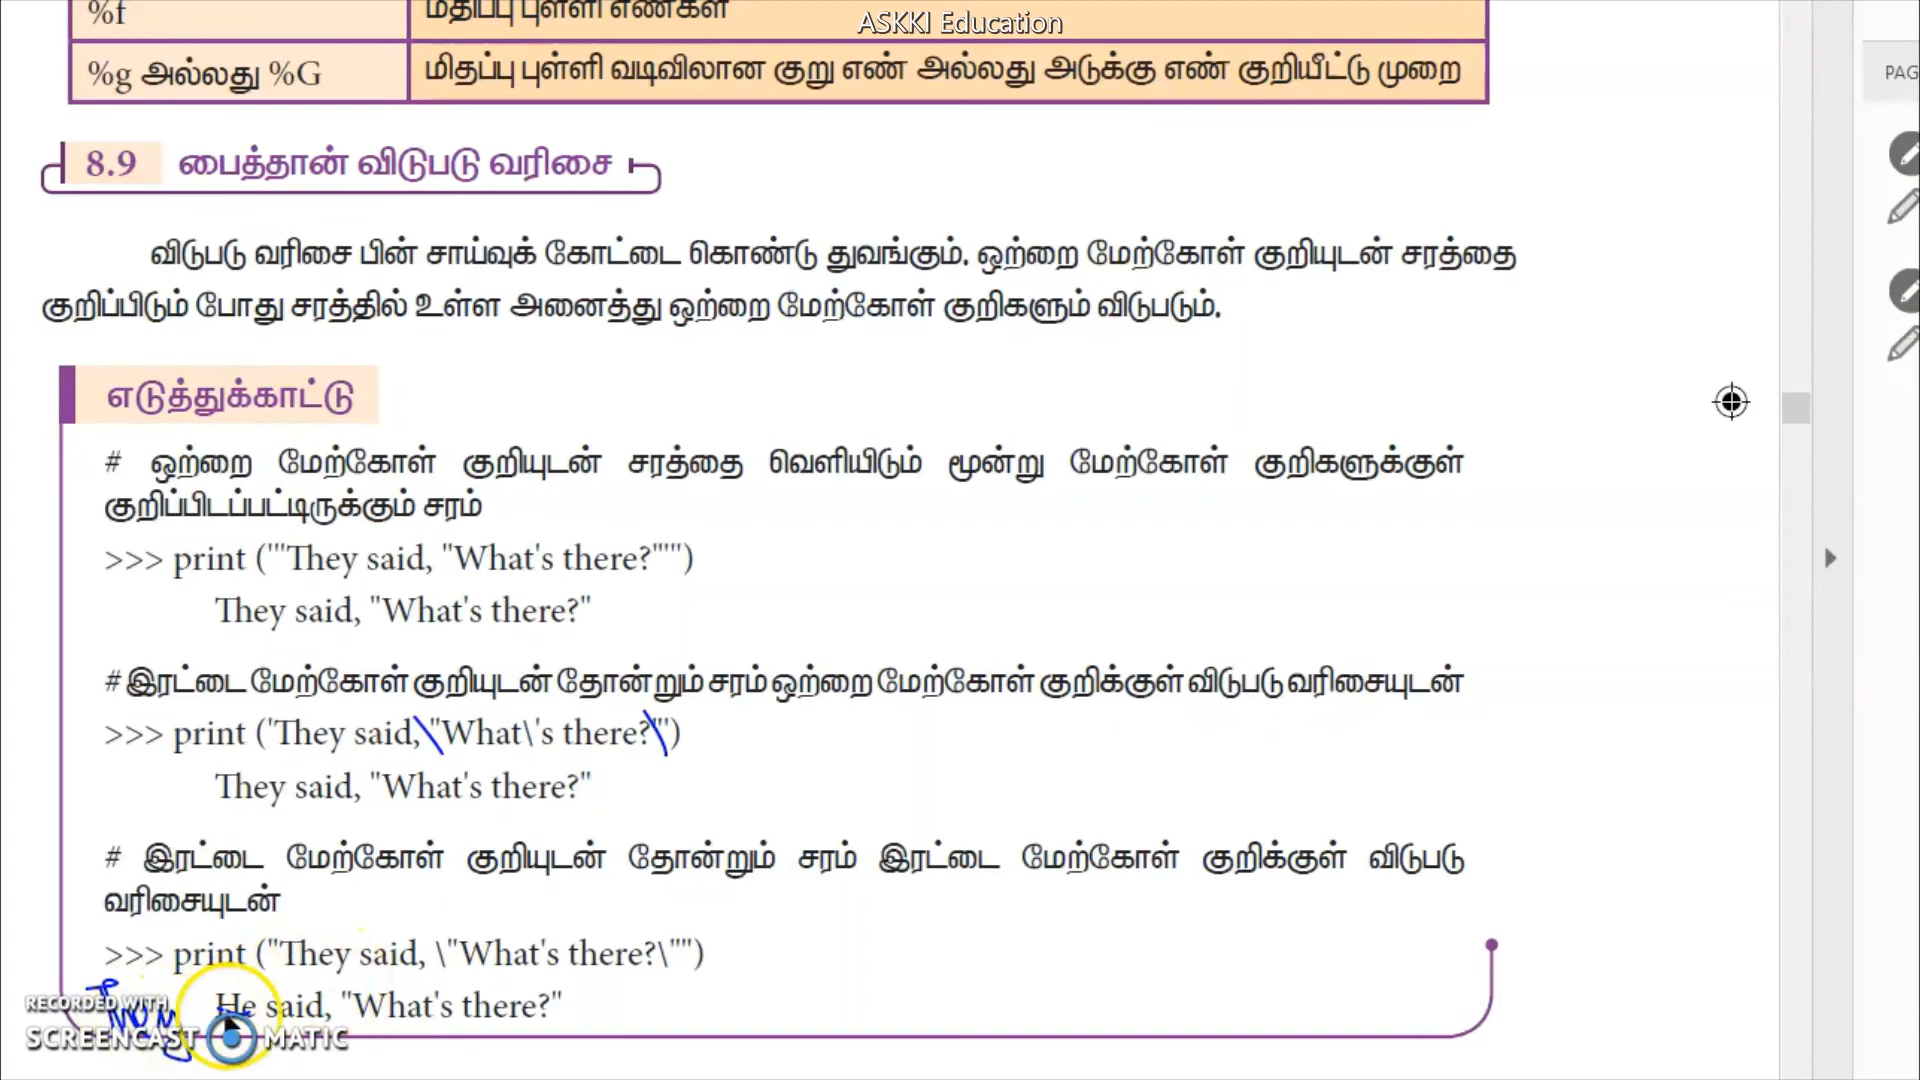 ASKKI Education
%f
மிதப்பு புள்ளி எண்கள்
%g அல்லது %G
மிதப்பு புள்ளி வடிவிலான குறு எண் அல்லது அடுக்கு எண் குறியீட்டு முறை
PAG
8.9 பைத்தான் விடுபடு வரிசை
விடுபடு வரிசை பின் சாய்வுக் கோட்டை கொண்டு துவங்கும். ஒற்றை மேற்கோள் குறியுடன் சரத்தை
குறிப்பிடும் போது சரத்தில் உள்ள அனைத்து ஒற்றை மேற்கோள் குறிகளும் விடுபடும்.
எடுத்துக்காட்டு
# ஒற்றை மேற்கோள் குறியுடன் சரத்தை வெளியிடும் மூன்று மேற்கோள் குறிகளுக்குள்
குறிப்பிடப்பட்டிருக்கும் சரம்
>>> print ('''They said, "What's there?"''')
They said, "What's there?"
# இரட்டை மேற்கோள் குறியுடன் தோன்றும் சரம் ஒற்றை மேற்கோள் குறிக்குள் விடுபடு வரிசையுடன்
>>> print ('They said,\"What\'s there?\"')
They said, "What's there?"
# இரட்டை மேற்கோள் குறியுடன் தோன்றும் சரம் இரட்டை மேற்கோள் குறிக்குள் விடுபடு
வரிசையுடன்
>>> print ("They said, \"What's there?\"")
He said, "What's there?"
They
RECORDED WITH
SCREENCAST MATIC